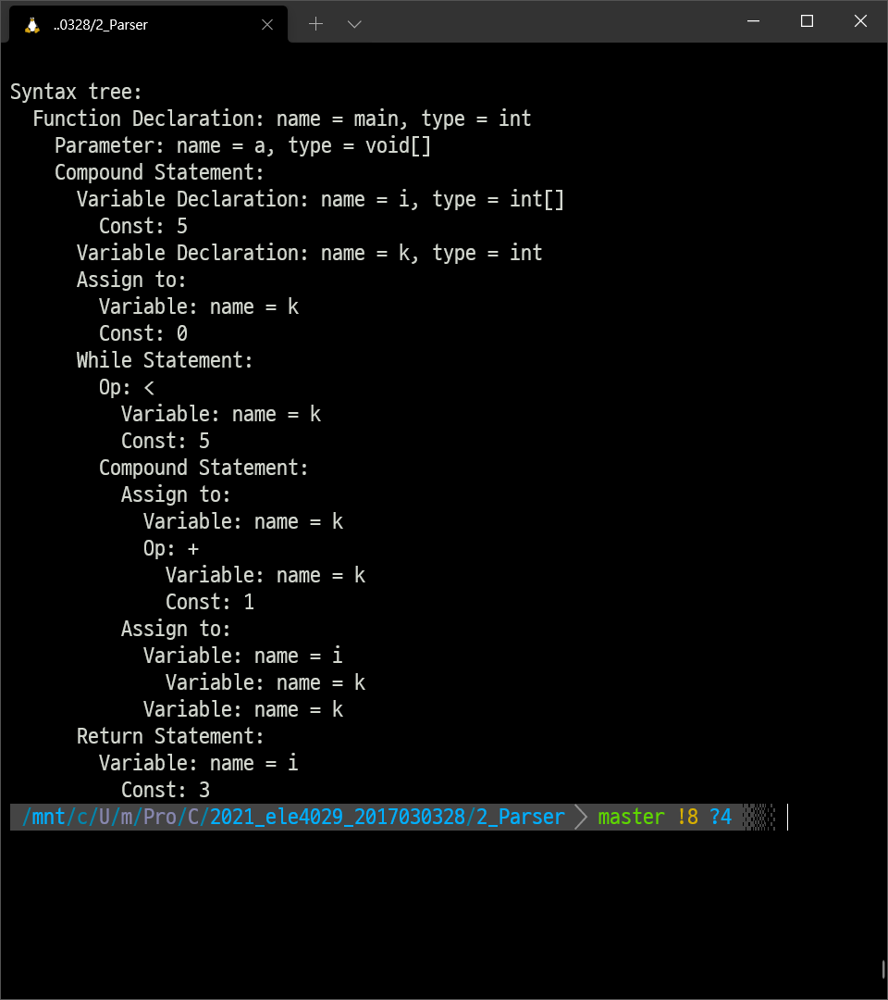 ..0328/2_Parser
Syntax tree:
  Function Declaration: name = main, type = int
    Parameter: name = a, type = void[]
    Compound Statement:
      Variable Declaration: name = i, type = int[]
        Const: 5
      Variable Declaration: name = k, type = int
      Assign to:
        Variable: name = k
        Const: 0
      While Statement:
        Op: <
          Variable: name = k
          Const: 5
        Compound Statement:
          Assign to:
            Variable: name = k
            Op: +
              Variable: name = k
              Const: 1
          Assign to:
            Variable: name = i
              Variable: name = k
            Variable: name = k
      Return Statement:
        Variable: name = i
          Const: 3
/mnt/c/U/m/Pro/C/2021_ele4029_2017030328/2_Parser master !8 ?4